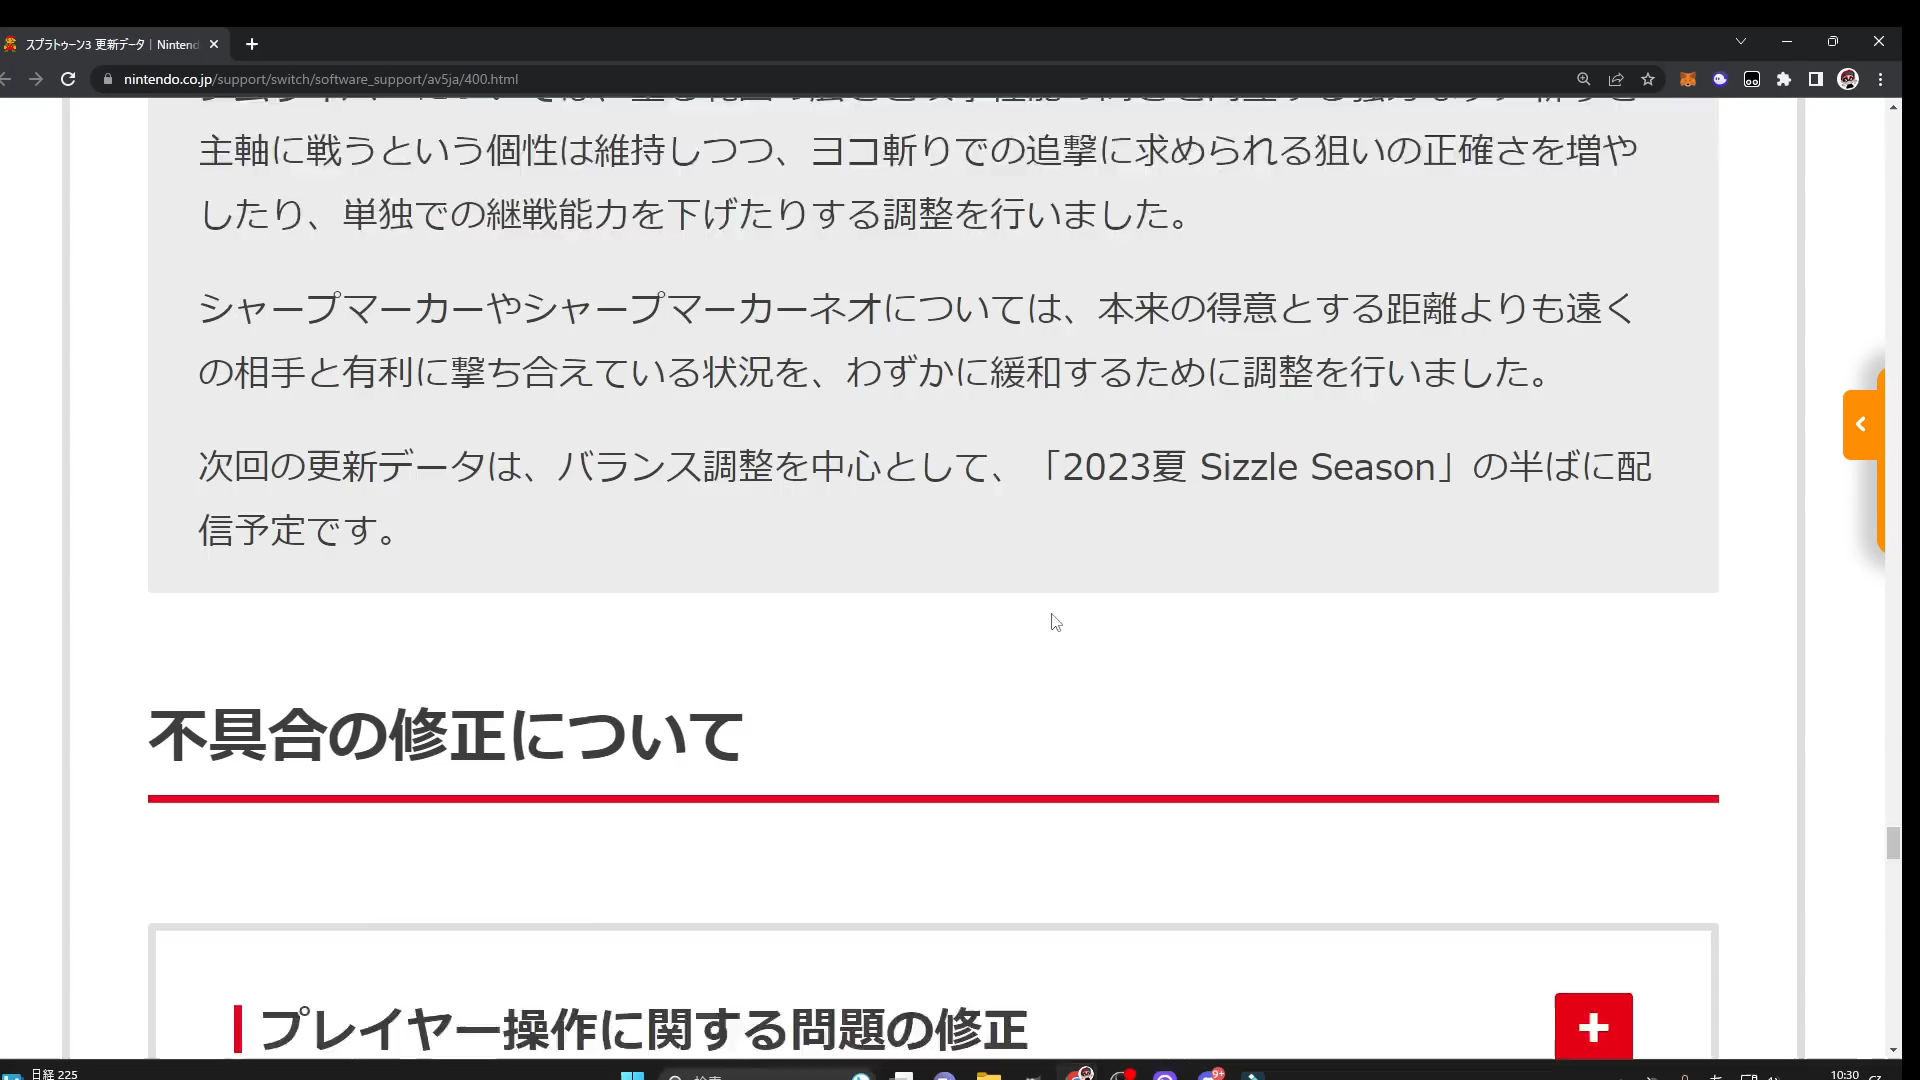 スプラトゥーン3 更新データ｜Nintend
nintendo.co.jp/support/switch/software_support/av5ja/400.html
主軸に戦うという個性は維持しつつ、ヨコ斬りでの追撃に求められる狙いの正確さを増や
したり、単独での継戦能力を下げたりする調整を行いました。
シャープマーカーやシャープマーカーネオについては、本来の得意とする距離よりも遠く
の相手と有利に撃ち合えている状況を、わずかに緩和するために調整を行いました。
次回の更新データは、バランス調整を中心として、「2023夏 Sizzle Season」の半ばに配
信予定です。
不具合の修正について
プレイヤー操作に関する問題の修正
日経 225
検索
9+
10:30